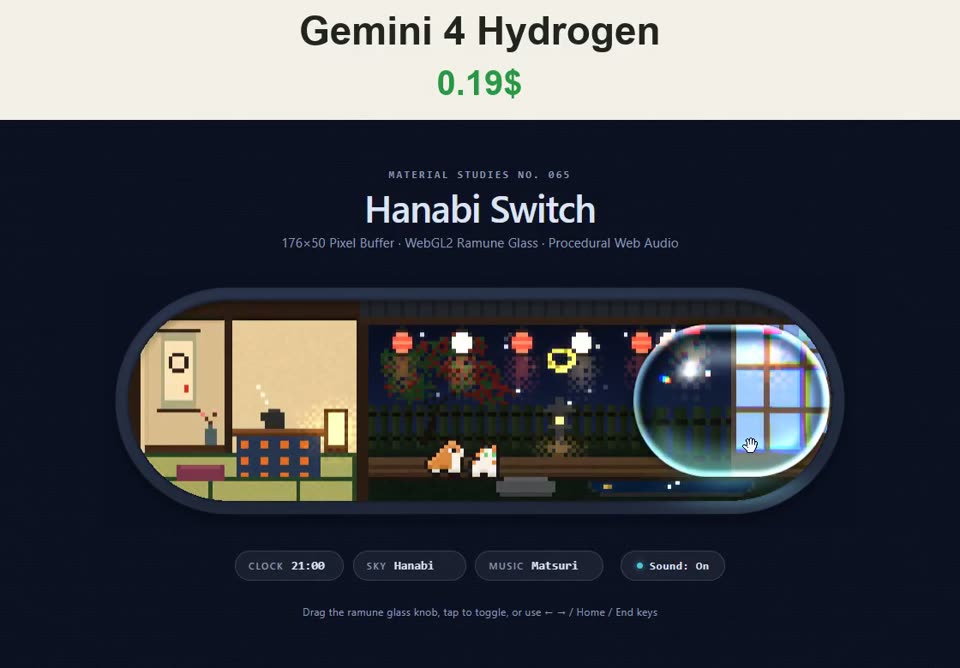 Gemini 4 Hydrogen
0.19$
MATERIAL STUDIES NO. 065
Hanabi Switch
176×50 Pixel Buffer · WebGL2 Ramune Glass · Procedural Web Audio
CLOCK 21:00 SKY Hanabi MUSIC Matsuri Sound: On
Drag the ramune glass knob, tap to toggle, or use ← → / Home / End keys